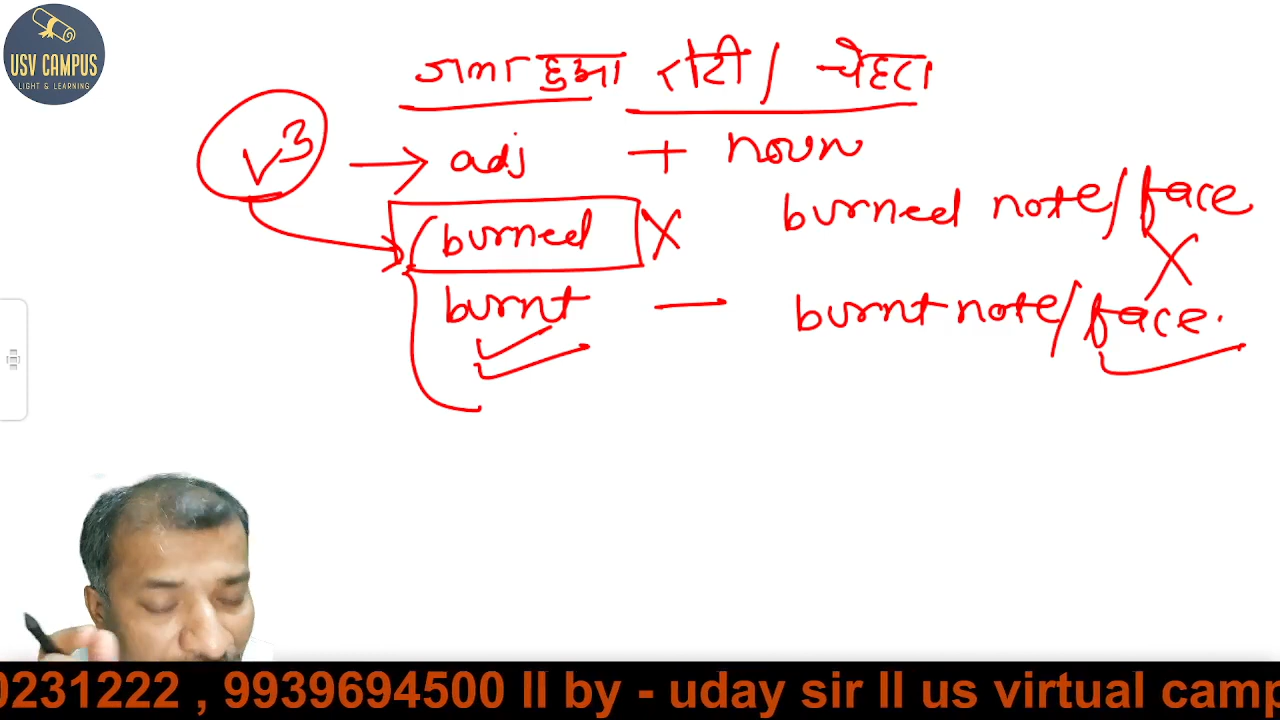 USV CAMPUS
LIGHT & LEARNING
जला हुआ रोटी / चेहरा
V3 → adj + noun
burned X burned note/face X
burnt — burnt note/face.
0231222 , 9939694500 ll by - uday sir ll us virtual camp